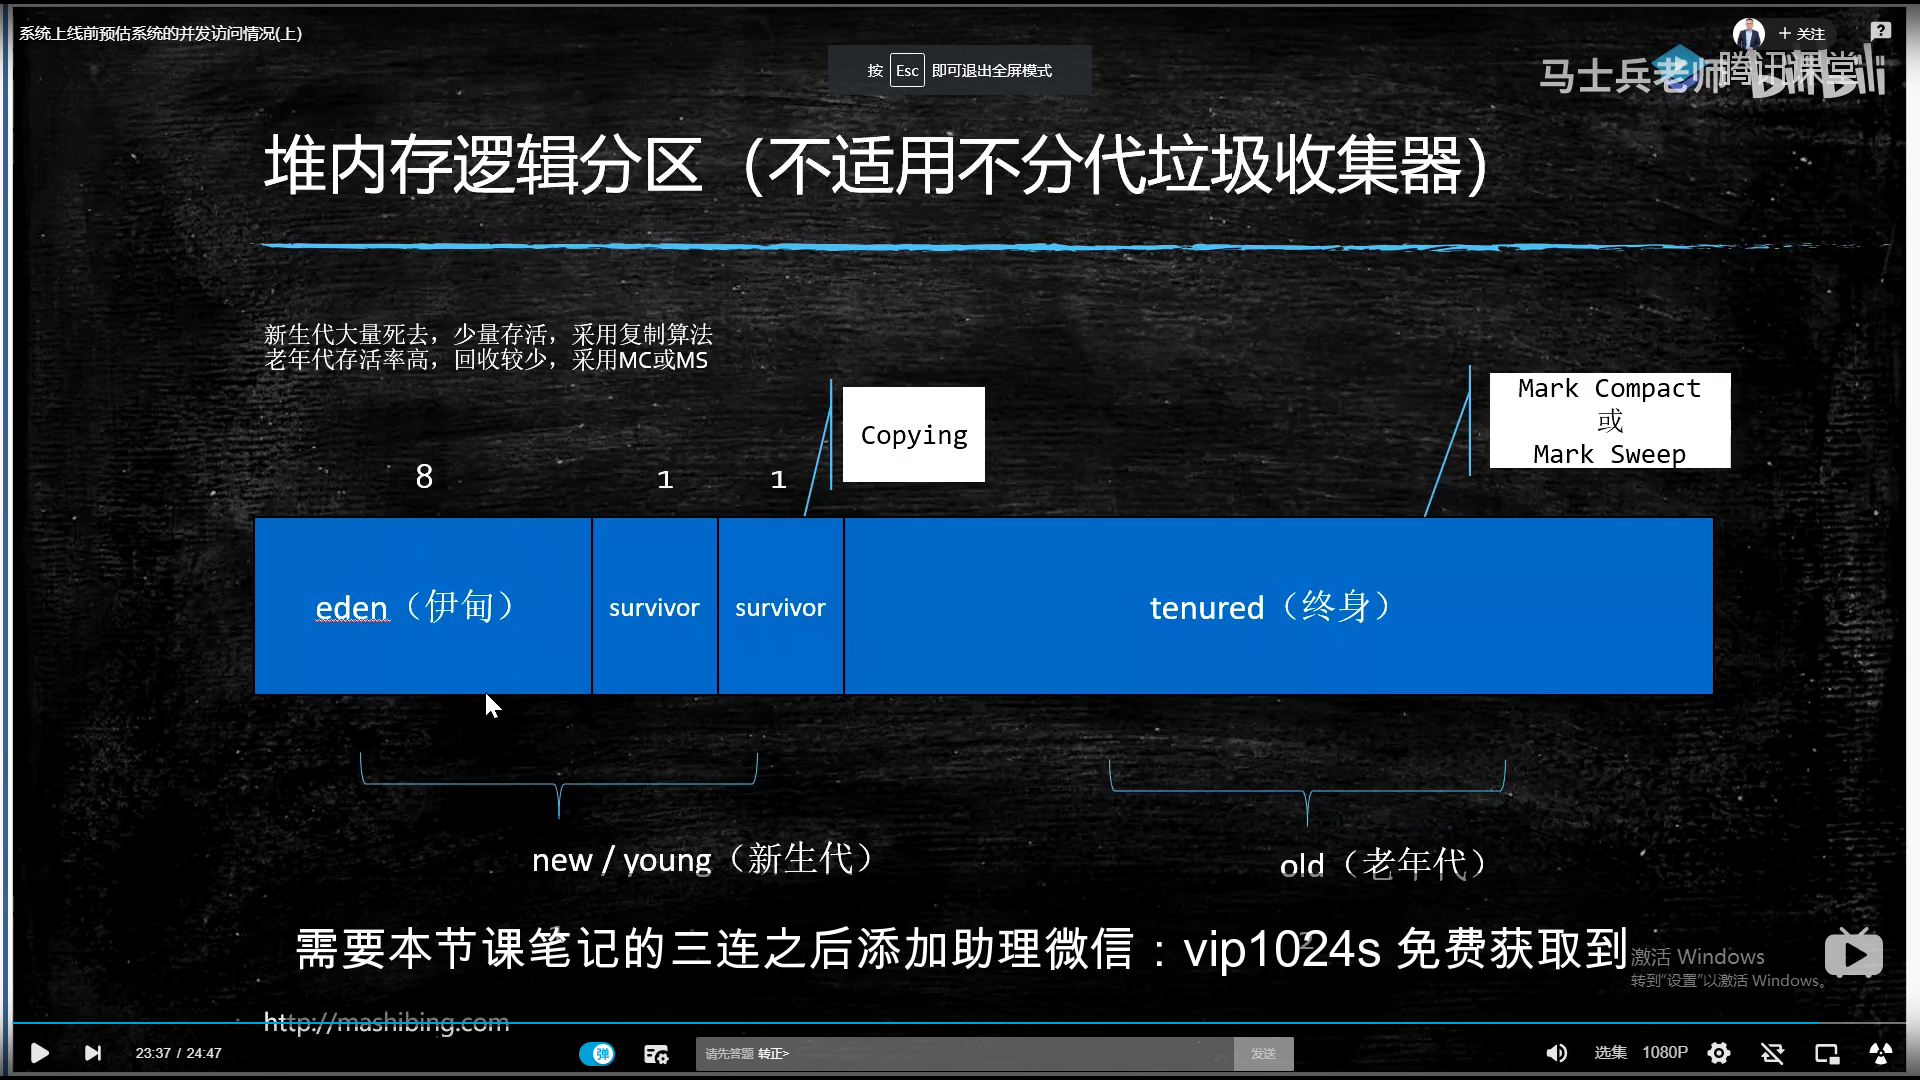 系统上线前预估系统的并发访问情况(上)
+ 关注
按 Esc 即可退出全屏模式
马士兵老师
腾讯课堂
bilibili
堆内存逻辑分区（不适用不分代垃圾收集器）
新生代大量死去，少量存活，采用复制算法
老年代存活率高，回收较少，采用MC或MS
Copying
Mark Compact
或
Mark Sweep
8 1 1
eden（伊甸） survivor survivor tenured（终身）
new / young（新生代） old（老年代）
需要本节课笔记的三连之后添加助理微信：vip1024s 免费获取到
激活 Windows
转到“设置”以激活 Windows。
http://mashibing.com
23:37 / 24:47
弹
请先答题 转正>
发送
选集 1080P